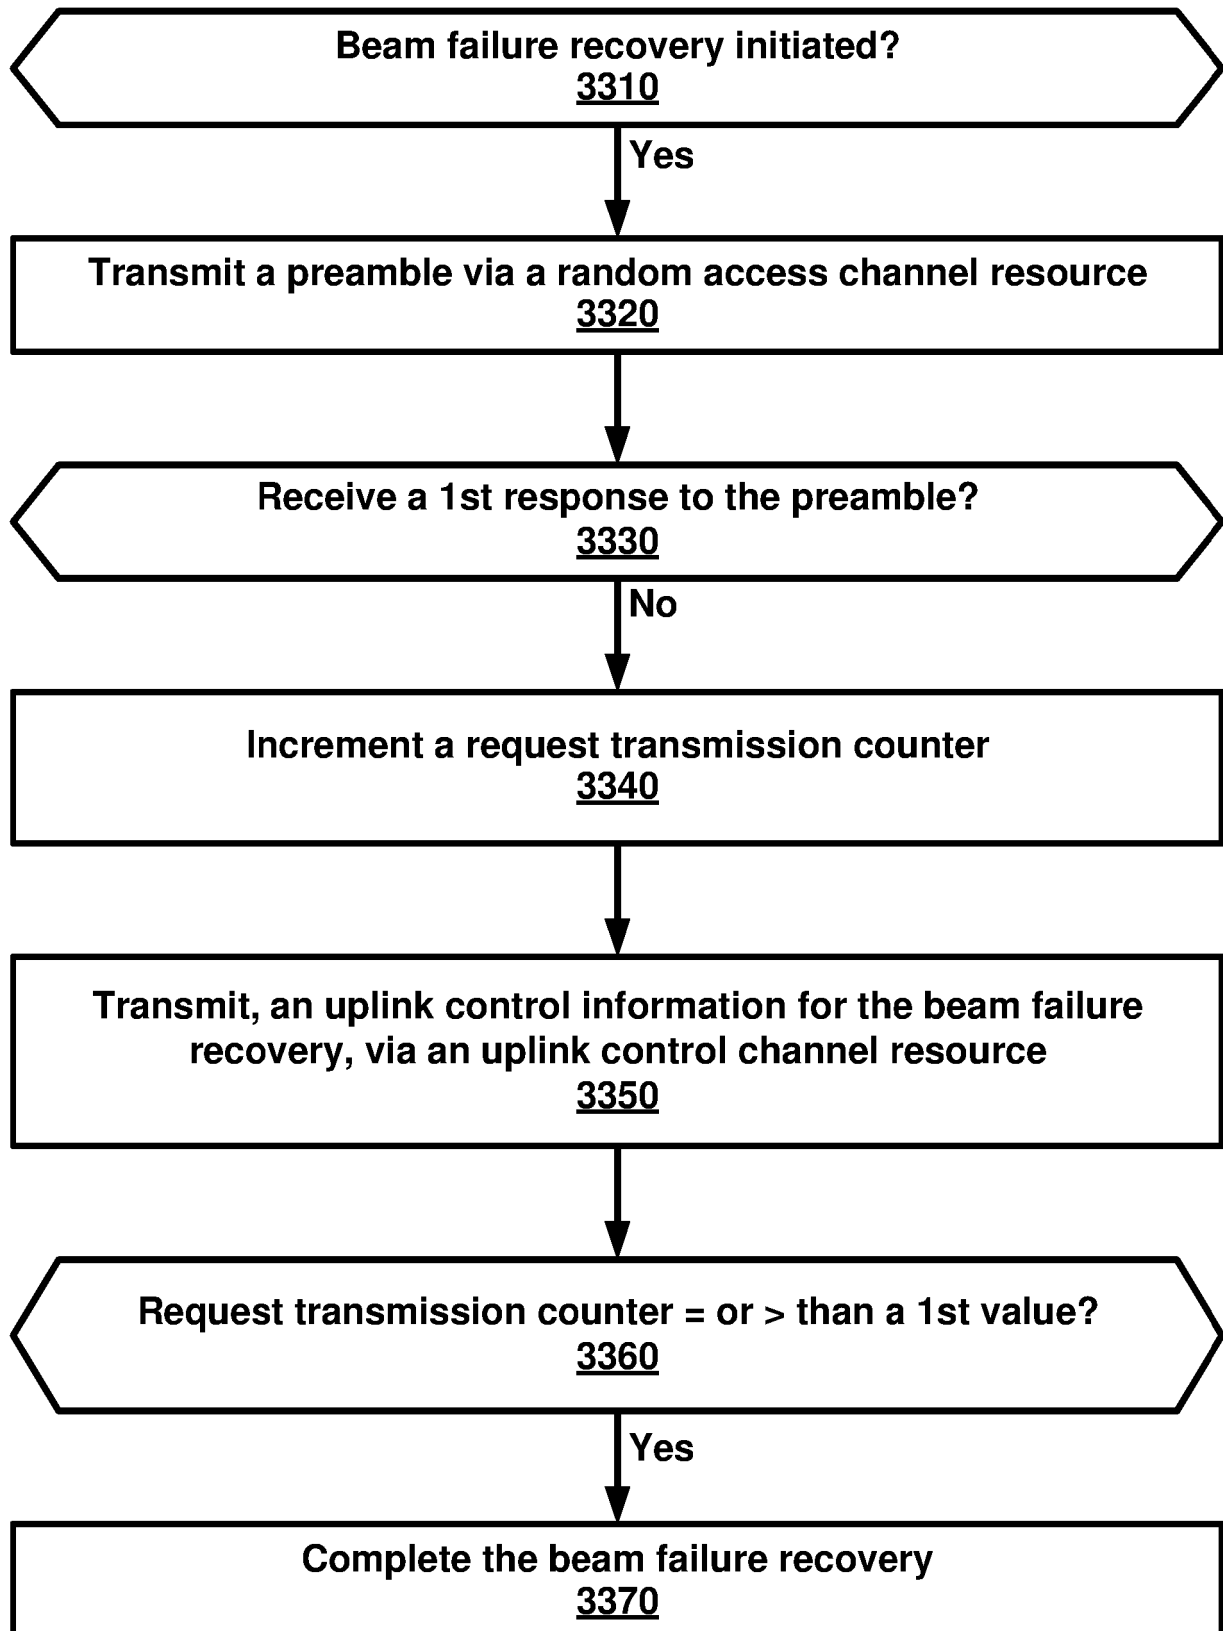 Beam failure recovery initiated?
3310
Yes
Transmit a preamble via a random access channel resource
3320
Receive a 1st response to the preamble?
3330
No
Increment a request transmission counter
3340
Transmit, an uplink control information for the beam failure
recovery, via an uplink control channel resource
3350
Request transmission counter = or > than a 1st value?
3360
Yes
Complete the beam failure recovery
3370